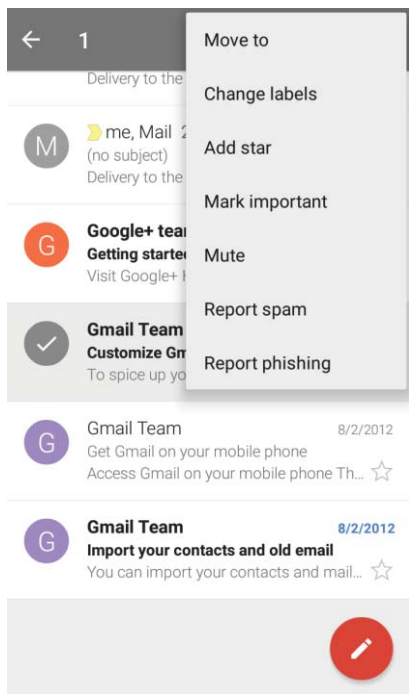 1
Move to
Change labels
Add star
Mark important
Mute
Report spam
Report phishing
Delivery to the
M
me, Mail
(no subject)
Delivery to the
G
Google+
Getting
Visit Google+
Gmail Team
Customize
To spice up
G
Gmail Team 8/2/2012
Get Gmail on your mobile phone
Access Gmail on your mobile phone Th...
G
Gmail Team 8/2/2012
Import your contacts and old email
You can import your contacts and mail...